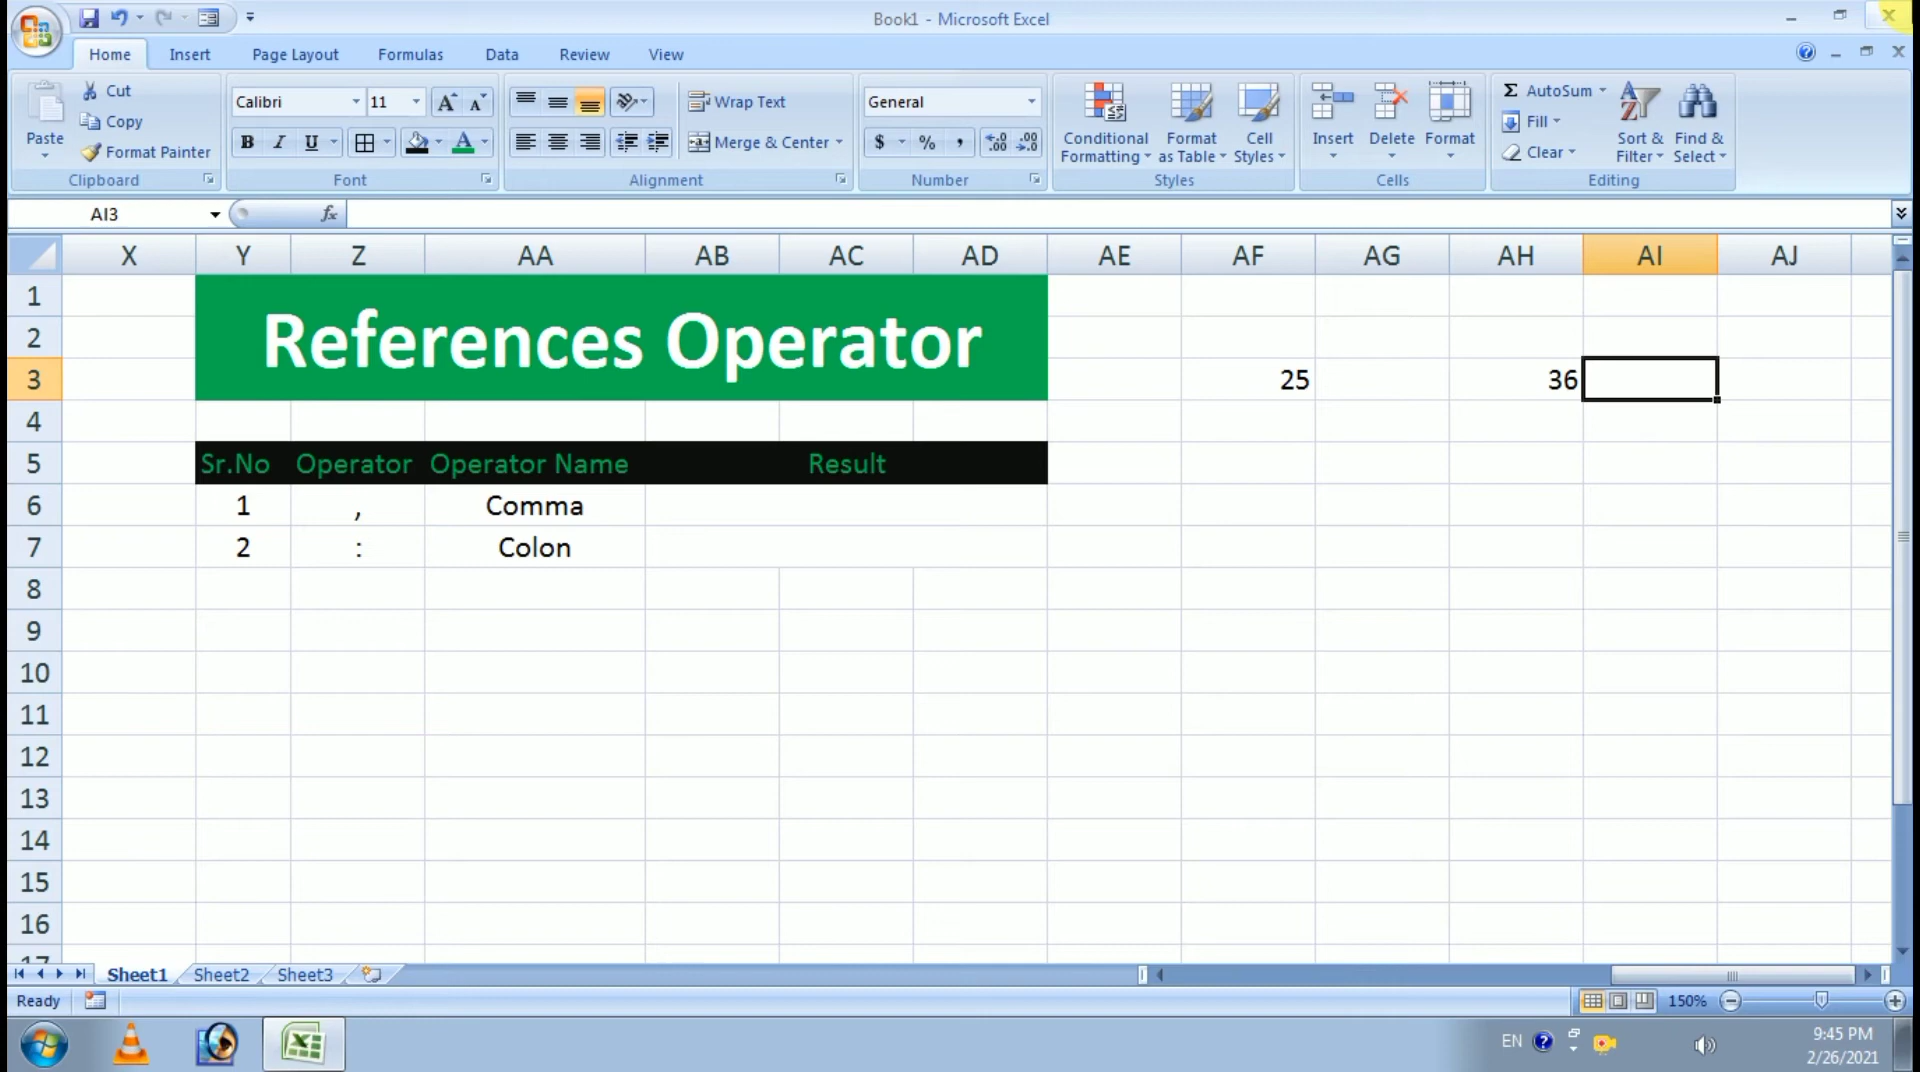 Book1 - Microsoft Excel
Home Insert Page Layout Formulas Data Review View
Paste
Cut
Copy
Format Painter
Clipboard
Calibri 11
B I U
Font
Wrap Text
Merge & Center
Alignment
General
$ % ,
Number
Conditional Formatting
Format as Table
Cell Styles
Styles
Insert Delete Format
Cells
Σ AutoSum
Fill
Clear
Sort & Filter
Find & Select
Editing
AI3 fx
X Y Z AA AB AC AD AE AF AG AH AI AJ
1
2
References Operator
3 25 36
4
5 Sr.No Operator Operator Name Result
6 1 , Comma
7 2 : Colon
8
9
10
11
12
13
14
15
16
17
Sheet1 Sheet2 Sheet3
Ready 150%
EN 9:45 PM
2/26/2021